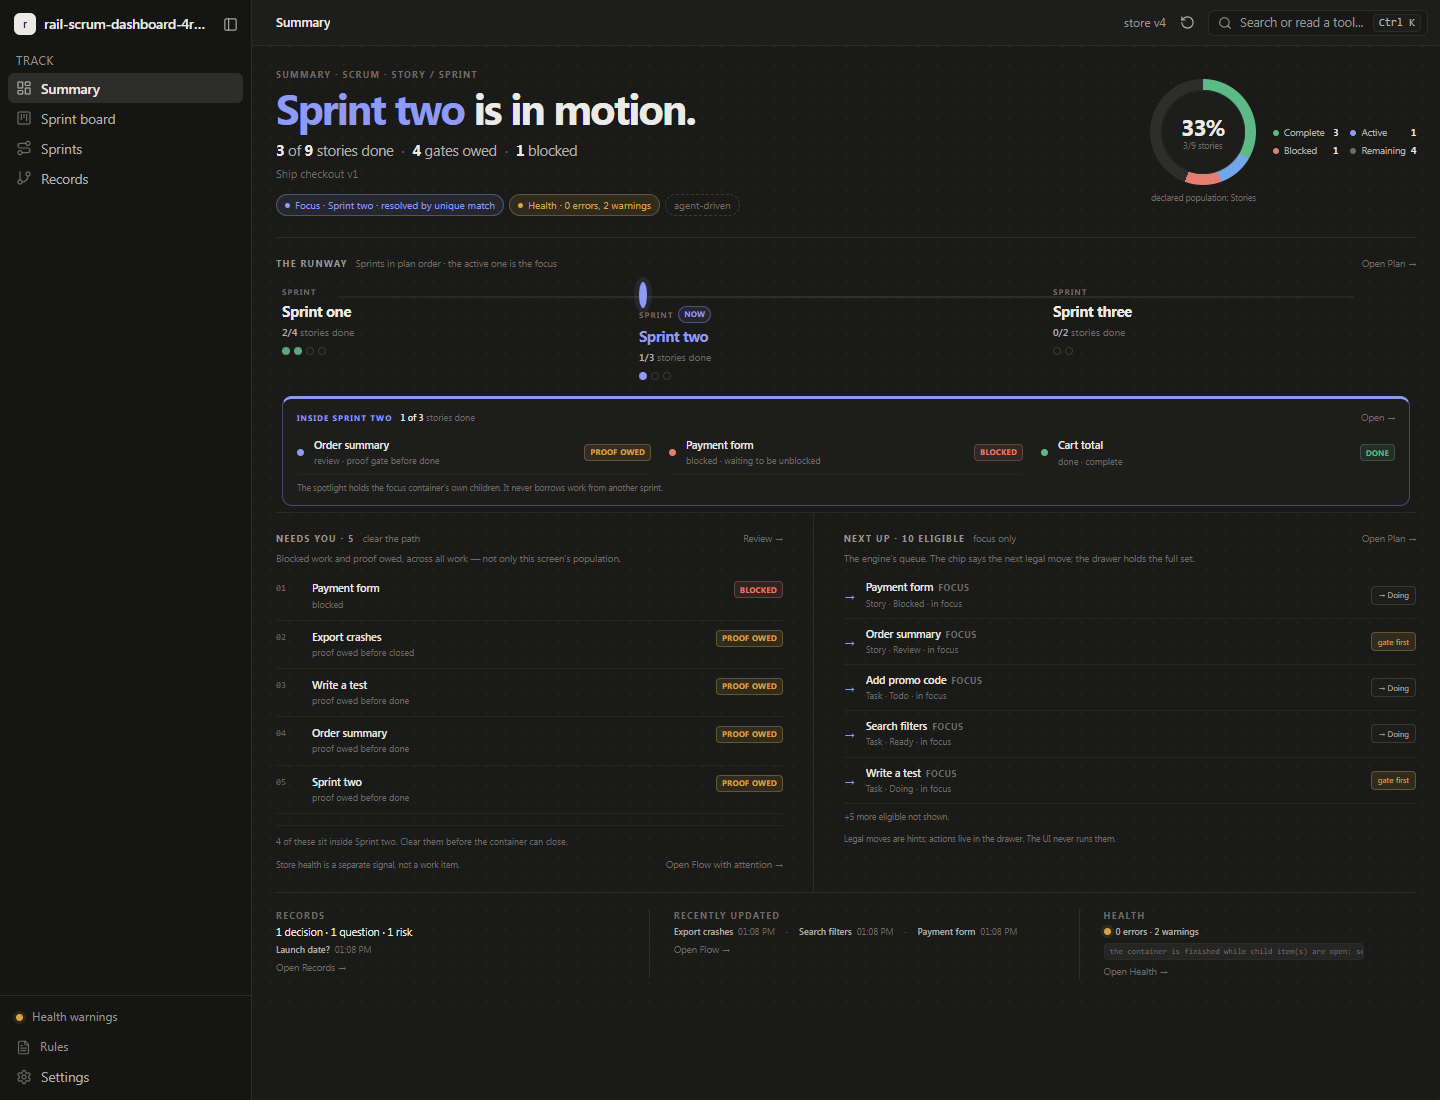 r
rail-scrum-dashboard-4r...
TRACK
Summary
Sprint board
Sprints
Records
Health warnings
Rules
Settings
Summary
store v4
Search or read a tool...
Ctrl K
SUMMARY · SCRUM · STORY / SPRINT
Sprint two is in motion.
3 of 9 stories done · 4 gates owed · 1 blocked
Ship checkout v1
Focus · Sprint two · resolved by unique match
Health · 0 errors, 2 warnings
agent-driven
33%
3/9 stories
declared population: Stories
Complete 3
Active 1
Blocked 1
Remaining 4
THE RUNWAY Sprints in plan order · the active one is the focus
Open Plan →
SPRINT
Sprint one
2/4 stories done
SPRINT NOW
Sprint two
1/3 stories done
SPRINT
Sprint three
0/2 stories done
INSIDE SPRINT TWO 1 of 3 stories done
Open →
Order summary
review · proof gate before done
PROOF OWED
Payment form
blocked · waiting to be unblocked
BLOCKED
Cart total
done · complete
DONE
The spotlight holds the focus container's own children. It never borrows work from another sprint.
NEEDS YOU · 5 clear the path
Review →
Blocked work and proof owed, across all work — not only this screen's population.
01 Payment form
blocked
BLOCKED
02 Export crashes
proof owed before closed
PROOF OWED
03 Write a test
proof owed before done
PROOF OWED
04 Order summary
proof owed before done
PROOF OWED
05 Sprint two
proof owed before done
PROOF OWED
4 of these sit inside Sprint two. Clear them before the container can close.
Store health is a separate signal, not a work item.
Open Flow with attention →
NEXT UP · 10 ELIGIBLE focus only
Open Plan →
The engine's queue. The chip says the next legal move; the drawer holds the full set.
→ Payment form FOCUS
Story · Blocked · in focus
→ Doing
→ Order summary FOCUS
Story · Review · in focus
gate first
→ Add promo code FOCUS
Task · Todo · in focus
→ Doing
→ Search filters FOCUS
Task · Ready · in focus
→ Doing
→ Write a test FOCUS
Task · Doing · in focus
gate first
+5 more eligible not shown.
Legal moves are hints; actions live in the drawer. The UI never runs them.
RECORDS
1 decision · 1 question · 1 risk
Launch date? 01:08 PM
Open Records →
RECENTLY UPDATED
Export crashes 01:08 PM · Search filters 01:08 PM · Payment form 01:08 PM
Open Flow →
HEALTH
0 errors · 2 warnings
the container is finished while child item(s) are open: s
Open Health →